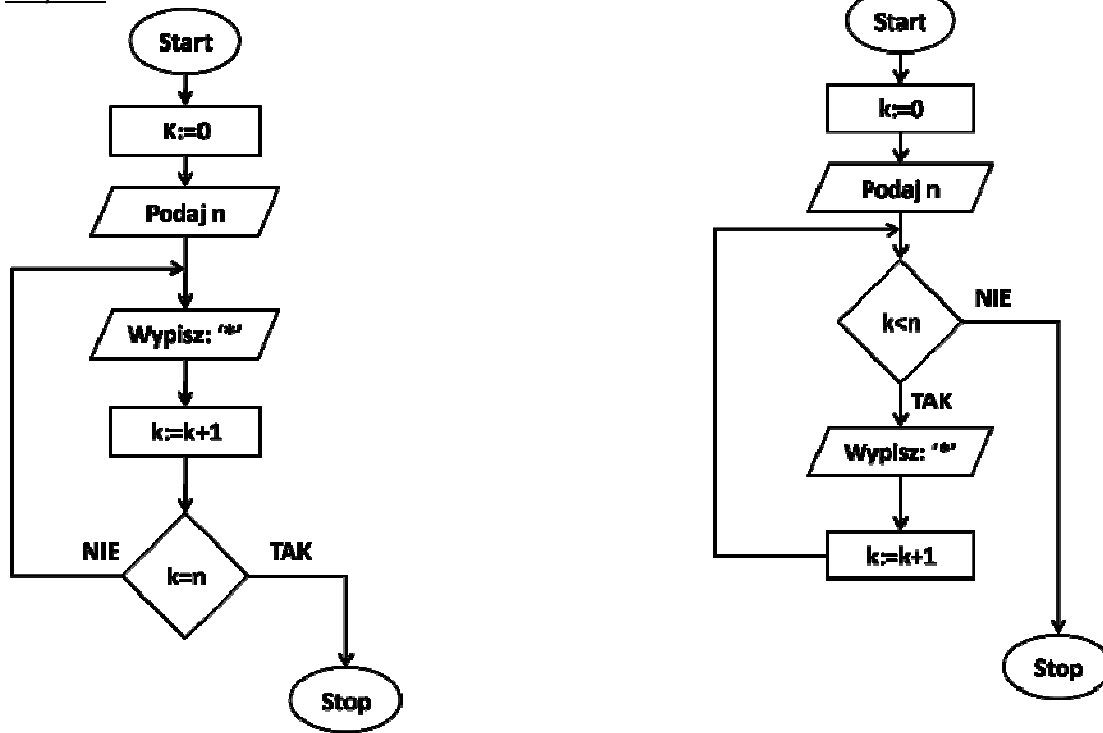 Start
K:=0
Podaj n
Wypisz: '*'
k:=k+1
NIE
TAK
k=n
Stop
Start
k:=0
Podaj n
k<n
NIE
TAK
Wypisz: '*'
k:=k+1
Stop